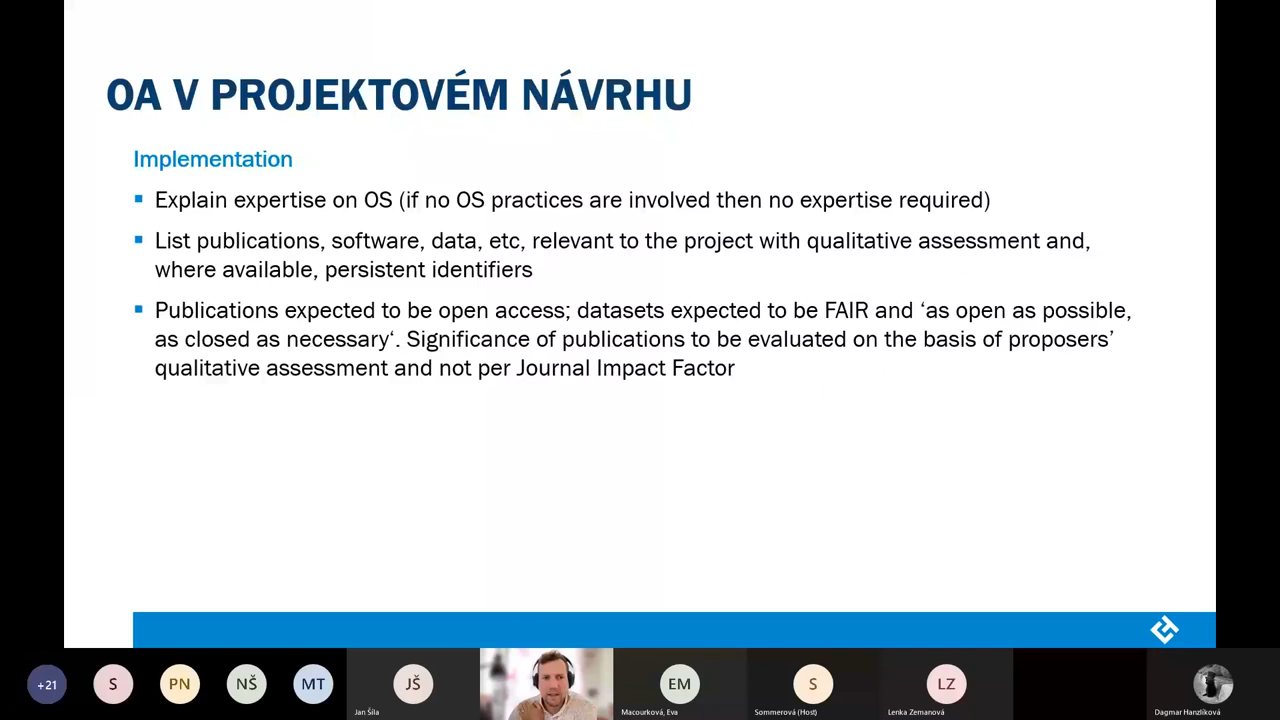 OA V PROJEKTOVÉM NÁVRHU
Implementation
Explain expertise on OS (if no OS practices are involved then no expertise required)
List publications, software, data, etc, relevant to the project with qualitative assessment and,
where available, persistent identifiers
Publications expected to be open access; datasets expected to be FAIR and ‘as open as possible,
as closed as necessary‘. Significance of publications to be evaluated on the basis of proposers’
qualitative assessment and not per Journal Impact Factor
+21
S
PN
NŠ
MT
JŠ
EM
S
LZ
Jan Šíla
Macourková, Eva
Sommerová (Host)
Lenka Zemanová
Dagmar Hanzlíková